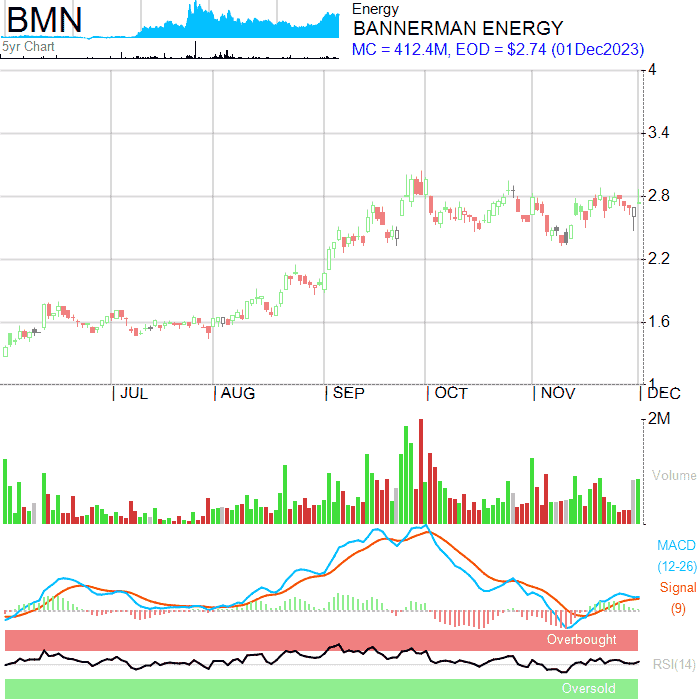 BMN
5yr Chart
Energy
BANNERMAN ENERGY
MC = 412.4M, EOD = $2.74 (01Dec2023)
4
3.4
2.8
2.2
1.6
1
JUL AUG SEP OCT NOV DEC
2M
Volume
MACD
(12-26)
Signal
(9)
Overbought
RSI(14)
Oversold